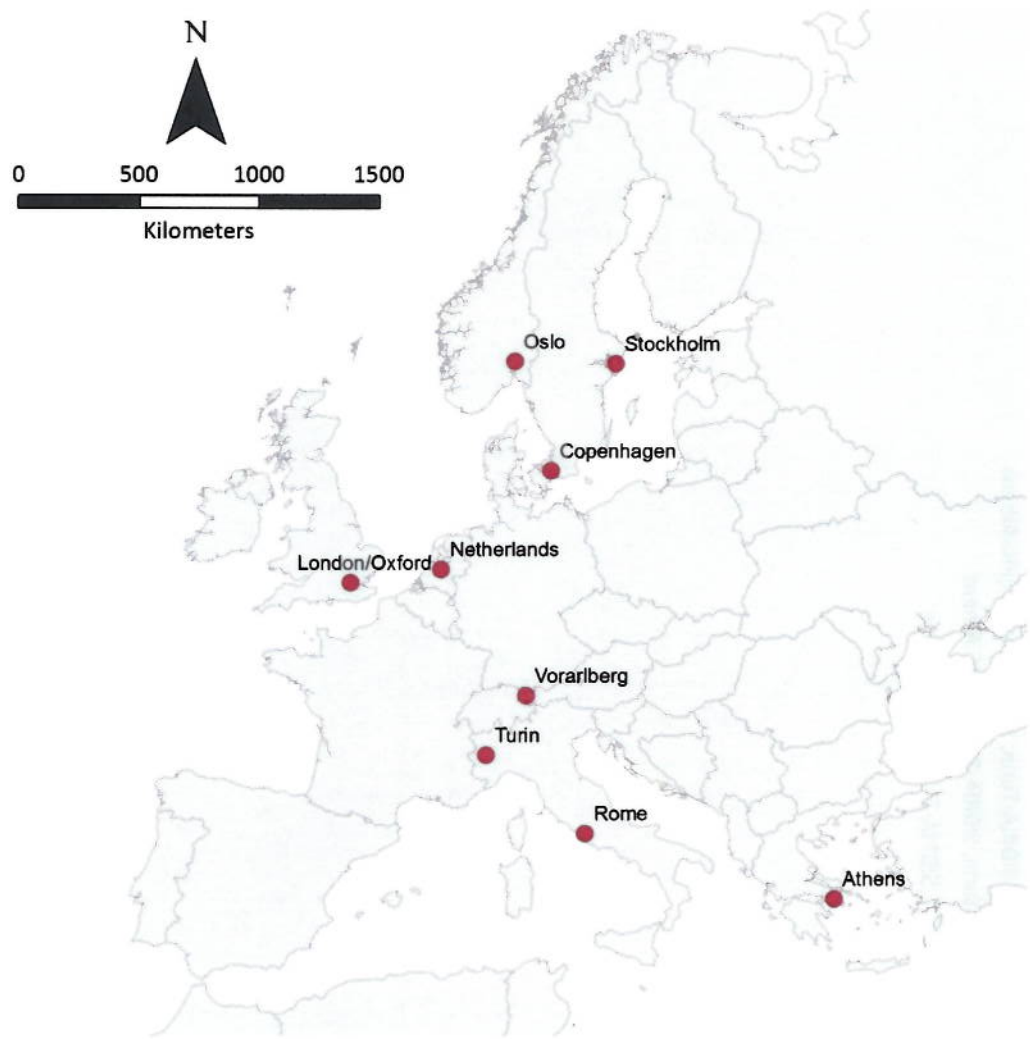 N
0 500 1000 1500
Kilometers
Oslo
Stockholm
Copenhagen
Netherlands
London/Oxford
Vorarlberg
Turin
Rome
Athens